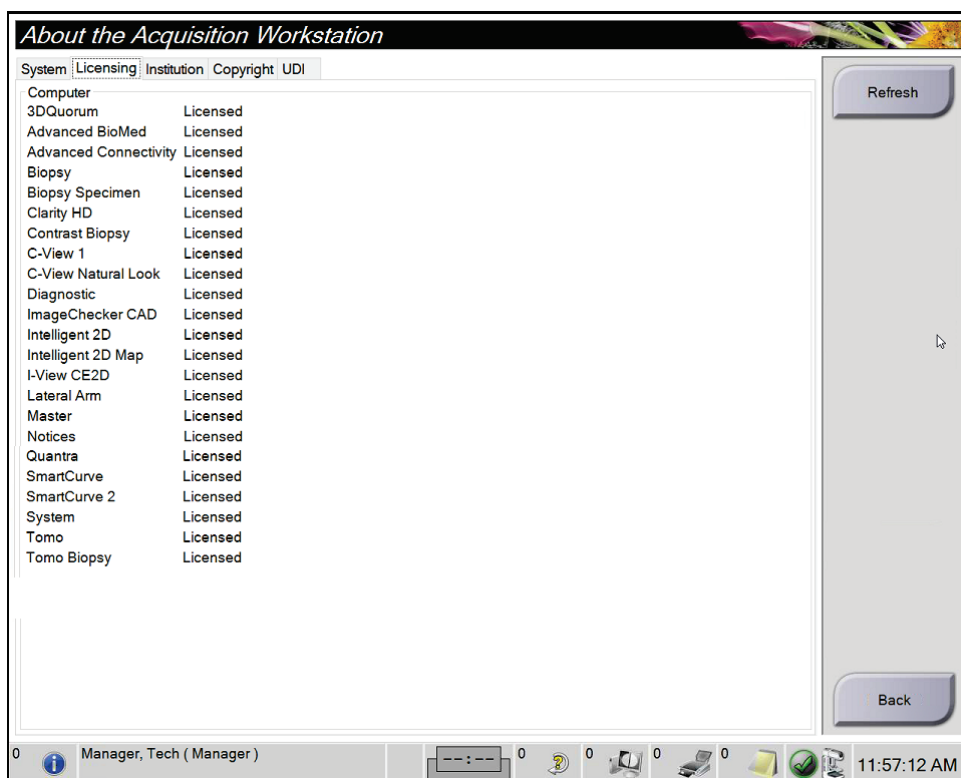 About the Acquisition Workstation
System Licensing Institution Copyright UDI
Refresh
Computer
3DQuorum Licensed
Advanced BioMed Licensed
Advanced Connectivity Licensed
Biopsy Licensed
Biopsy Specimen Licensed
Clarity HD Licensed
Contrast Biopsy Licensed
C-View 1 Licensed
C-View Natural Look Licensed
Diagnostic Licensed
ImageChecker CAD Licensed
Intelligent 2D Licensed
Intelligent 2D Map Licensed
I-View CE2D Licensed
Lateral Arm Licensed
Master Licensed
Notices Licensed
Quantra Licensed
SmartCurve Licensed
SmartCurve 2 Licensed
System Licensed
Tomo Licensed
Tomo Biopsy Licensed
Back
0 Manager, Tech ( Manager ) --:-- 0 0 0 0 11:57:12 AM